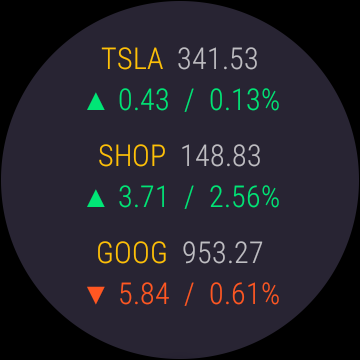 TSLA 341.53
▲ 0.43 / 0.13%
SHOP 148.83
▲ 3.71 / 2.56%
GOOG 953.27
▼ 5.84 / 0.61%